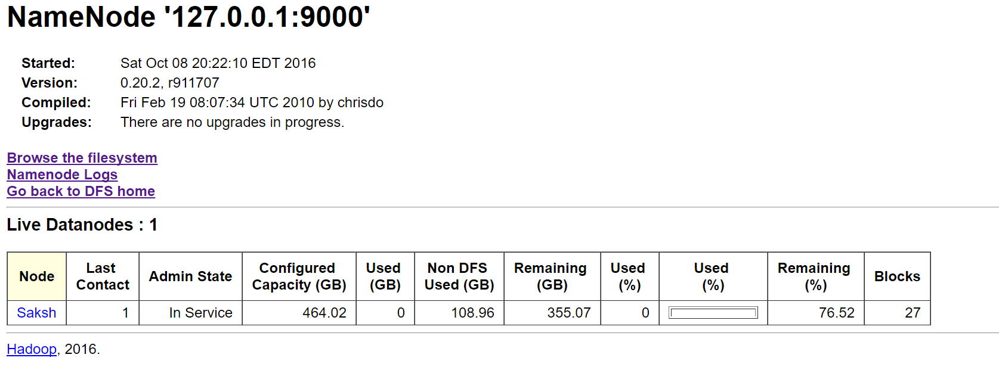 NameNode '127.0.0.1:9000'
Started: Sat Oct 08 20:22:10 EDT 2016
Version: 0.20.2, r911707
Compiled: Fri Feb 19 08:07:34 UTC 2010 by chrisdo
Upgrades: There are no upgrades in progress.
Browse the filesystem
Namenode Logs
Go back to DFS home
Live Datanodes : 1
Node Last Contact Admin State Configured Capacity (GB) Used (GB) Non DFS Used (GB) Remaining (GB) Used (%) Used (%) Remaining (%) Blocks
Saksh 1 In Service 464.02 0 108.96 355.07 0 76.52 27
Hadoop, 2016.